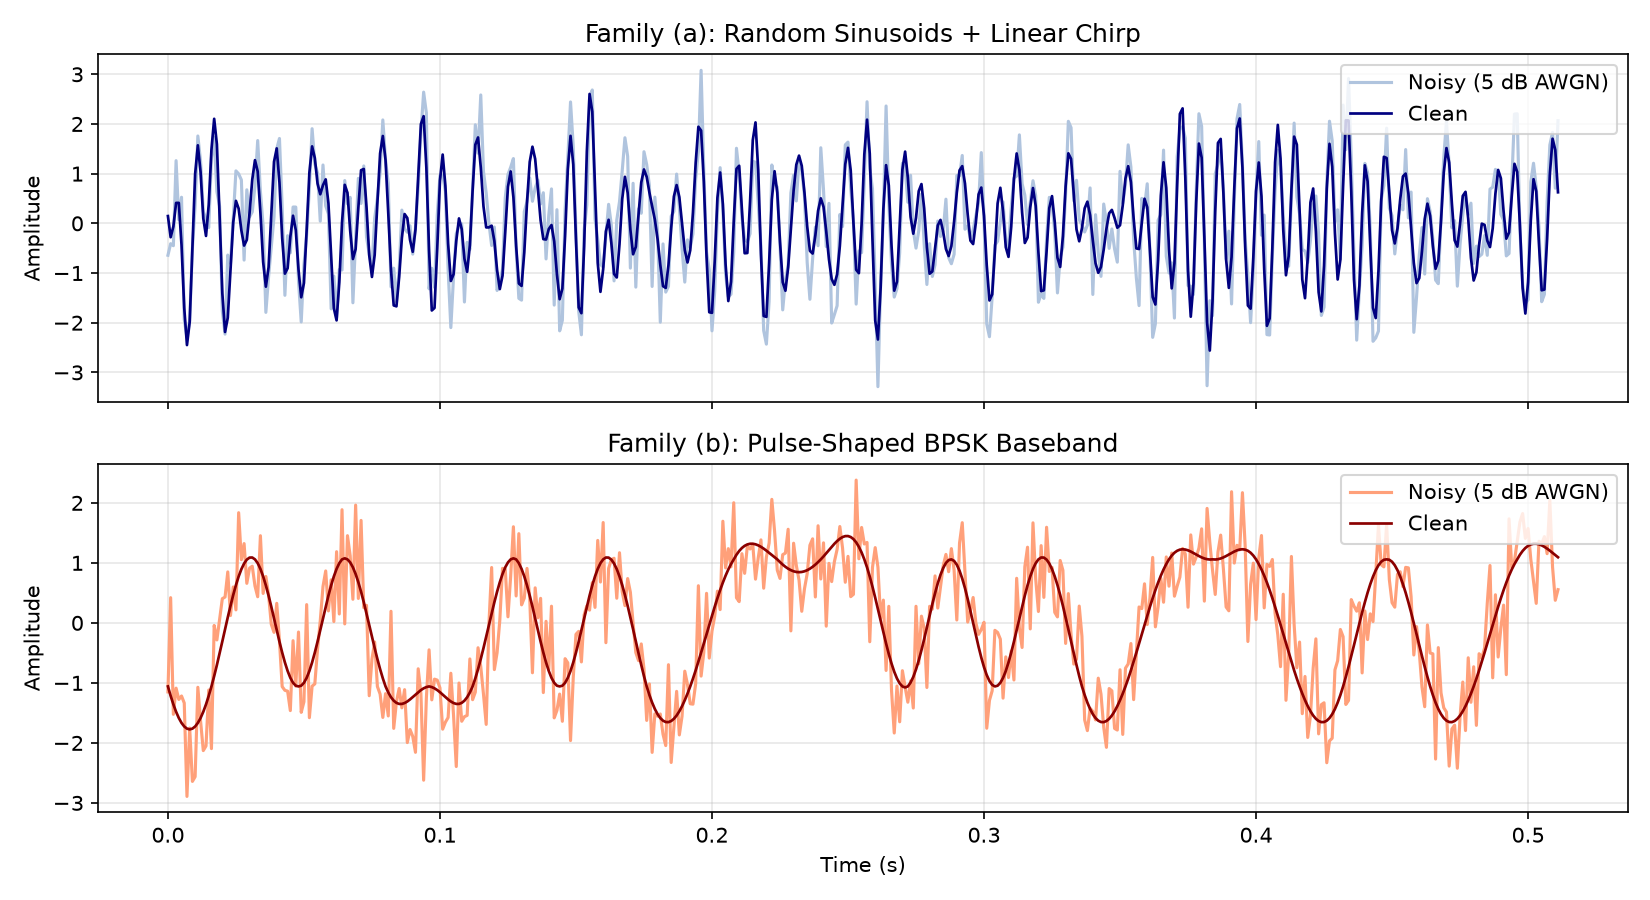 Family (a): Random Sinusoids + Linear Chirp
3
2
1
0
−1
−2
−3
Amplitude
Noisy (5 dB AWGN)
Clean
Family (b): Pulse-Shaped BPSK Baseband
2
1
0
−1
−2
−3
Amplitude
Noisy (5 dB AWGN)
Clean
0.0 0.1 0.2 0.3 0.4 0.5
Time (s)